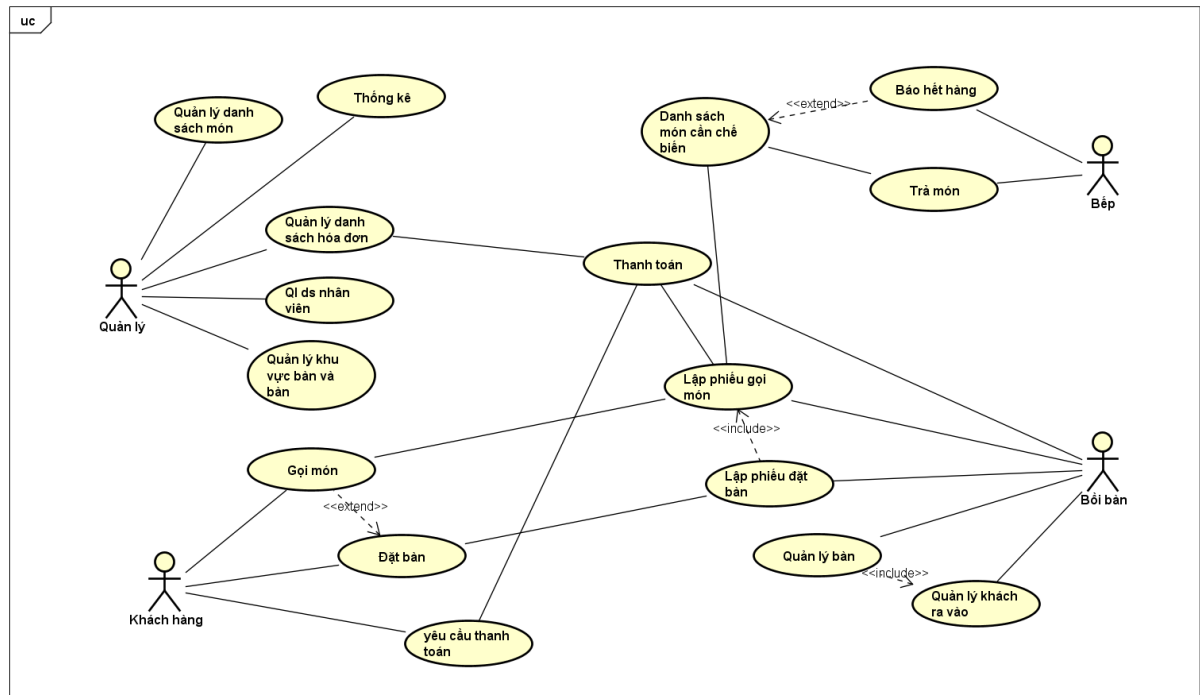 uc
Thống kê
Quản lý danh
sách món
Báo hết hàng
<<extend>>
Danh sách
món cần chế
biến
Trả món
Bếp
Quản lý danh
sách hóa đơn
Thanh toán
Quản lý
Ql ds nhân
viên
Quản lý khu
vực bàn và
bàn
Lập phiếu gọi
món
<<include>>
Gọi món
Lập phiếu đặt
bàn
Bồi bàn
<<extend>>
Đặt bàn
Quản lý bàn
<<include>>
Quản lý khách
ra vào
Khách hàng
yêu cầu thanh
toán